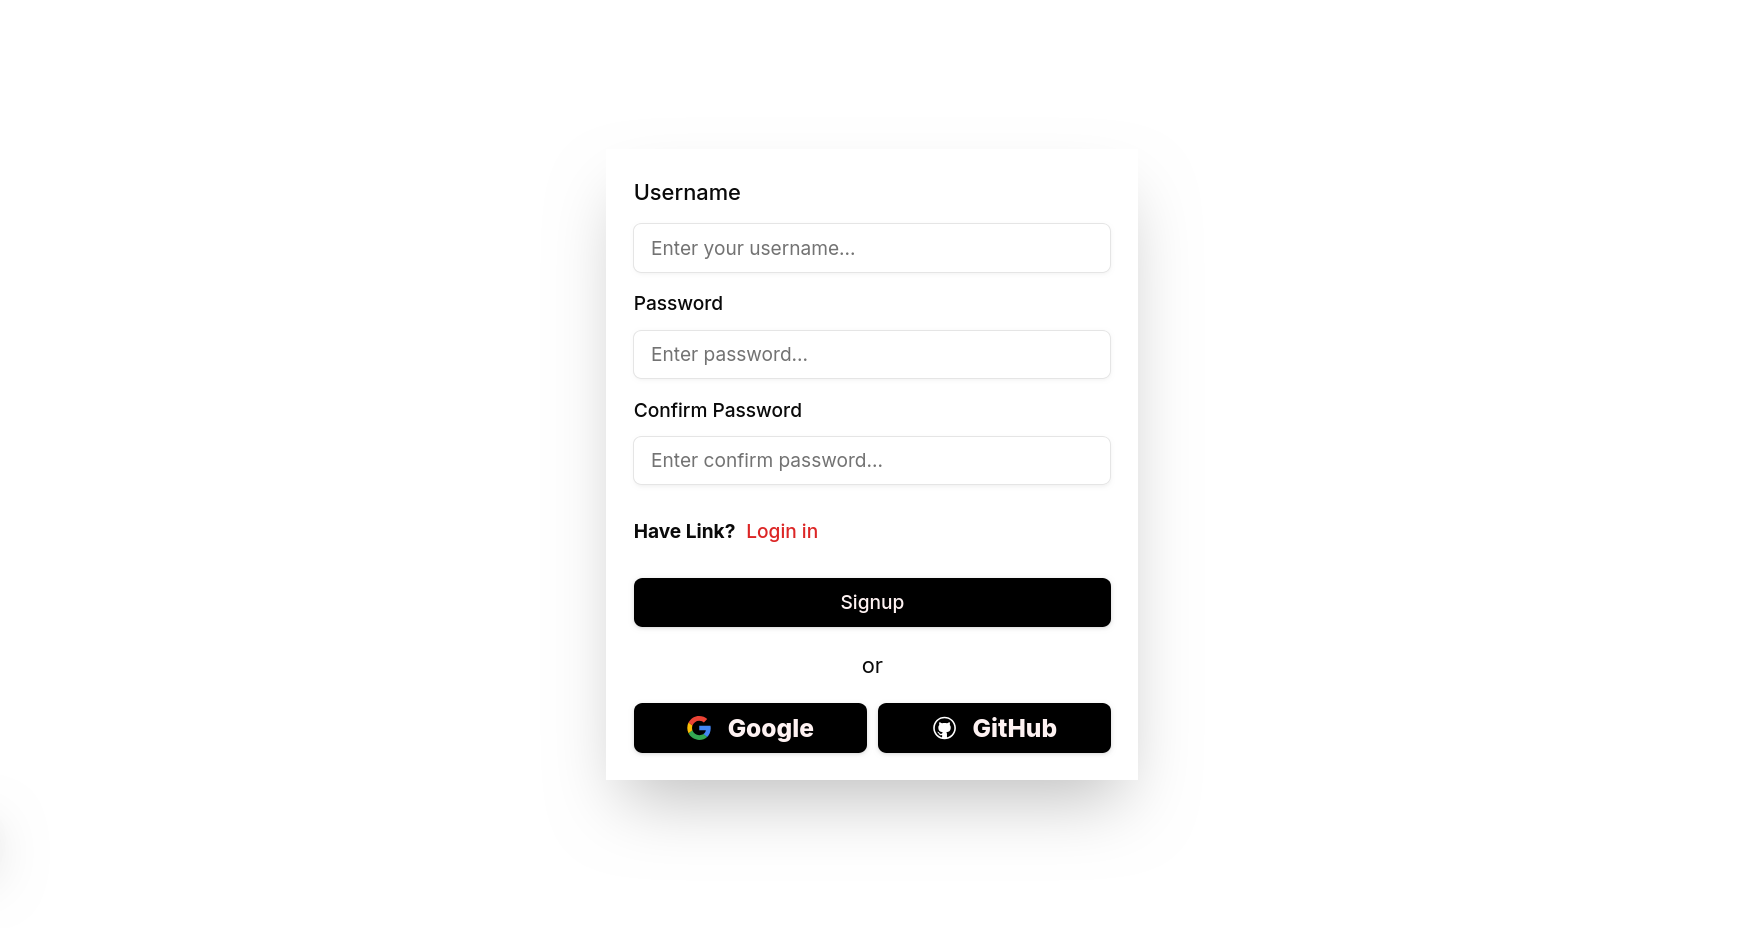 Username
Enter your username...
Password
Enter password...
Confirm Password
Enter confirm password...
Have Link? Login in
Signup
or
Google GitHub